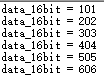 data_16bit = 101
data_16bit = 202
data_16bit = 303
data_16bit = 404
data_16bit = 505
data_16bit = 606